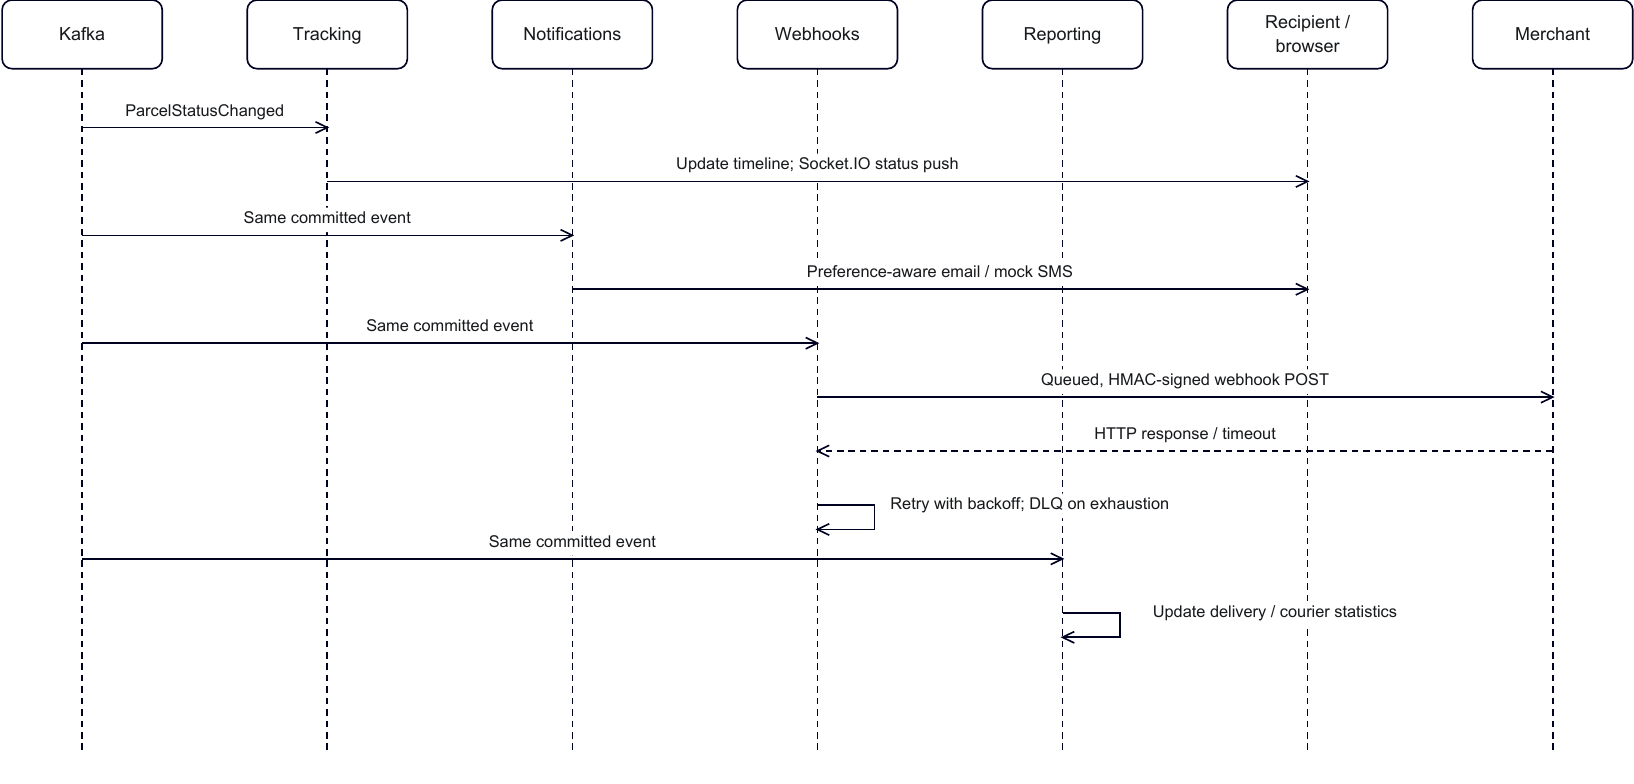 Kafka
Tracking
Notifications
Webhooks
Reporting
Recipient /
browser
Merchant
ParcelStatusChanged
Update timeline; Socket.IO status push
Same committed event
Preference-aware email / mock SMS
Same committed event
Queued, HMAC-signed webhook POST
HTTP response / timeout
Retry with backoff; DLQ on exhaustion
Same committed event
Update delivery / courier statistics